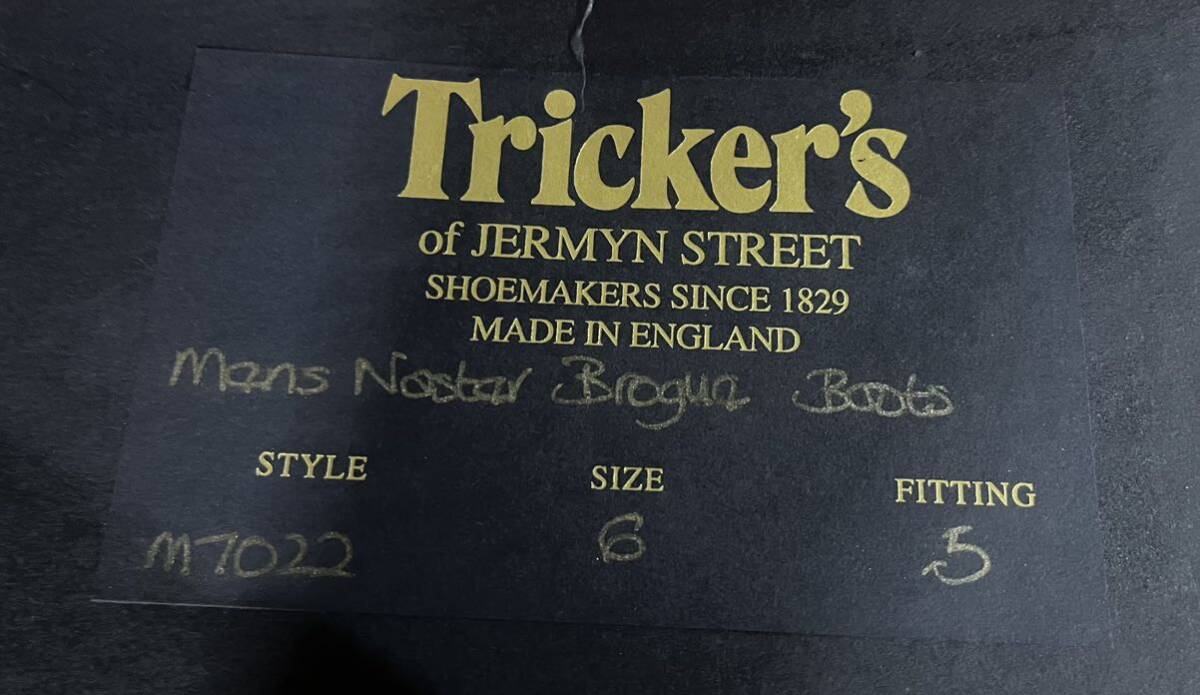 Tricker's
of JERMYN STREET
SHOEMAKERS SINCE 1829
MADE IN ENGLAND
Mens Brogue Boots
STYLE SIZE FITTING
M7022 6 5